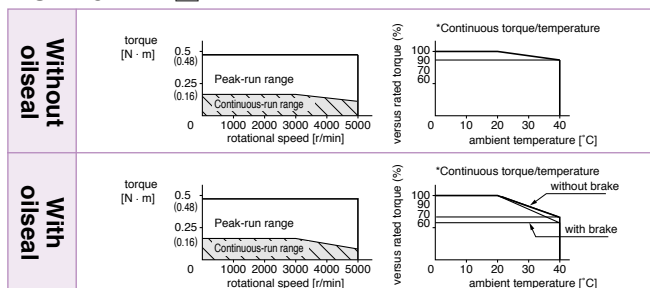 Without
oilseal
torque
[N · m]
0.5
(0.48)
0.25
(0.16)
0
Peak-run range
Continuous-run range
1000 2000 3000 4000 5000
rotational speed [r/min]
*Continuous torque/temperature
versus rated torque (%)
100
90
70
60
0 10 20 30 40
ambient temperature [˚C]
With
oilseal
torque
[N · m]
0.5
(0.48)
0.25
(0.16)
0
Peak-run range
Continuous-run range
1000 2000 3000 4000 5000
rotational speed [r/min]
*Continuous torque/temperature
versus rated torque (%)
100
90
70
60
without brake
with brake
0 10 20 30 40
ambient temperature [˚C]